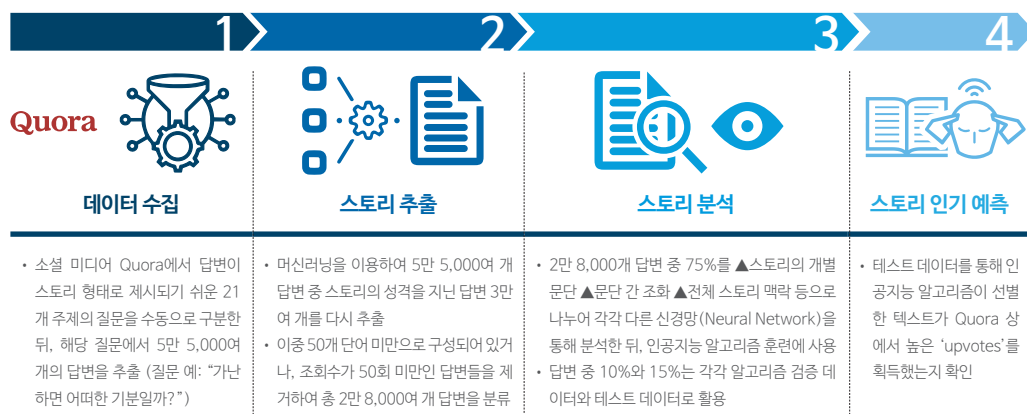 1
2
3
4
Quora
데이터 수집
스토리 추출
스토리 분석
스토리 인기 예측
• 소셜 미디어 Quora에서 답변이
스토리 형태로 제시되기 쉬운 21
개 주제의 질문을 수동으로 구분한
뒤, 해당 질문에서 5만 5,000여
개의 답변을 추출 (질문 예: “가난
하면 어떠한 기분일까?”)
• 머신러닝을 이용하여 5만 5,000여 개
답변 중 스토리의 성격을 지닌 답변 3만
여 개를 다시 추출
• 이중 50개 단어 미만으로 구성되어 있거
나, 조회수가 50회 미만인 답변들을 제
거하여 총 2만 8,000여 개 답변을 분류
• 2만 8,000개 답변 중 75%를 ▲스토리의 개별
문단 ▲문단 간 조화 ▲전체 스토리 맥락 등으로
나누어 각각 다른 신경망(Neural Network)을
통해 분석한 뒤, 인공지능 알고리즘 훈련에 사용
• 답변 중 10%와 15%는 각각 알고리즘 검증 데
이터와 테스트 데이터로 활용
• 테스트 데이터를 통해 인
공지능 알고리즘이 선별
한 텍스트가 Quora 상
에서 높은 ‘upvotes’를
획득했는지 확인